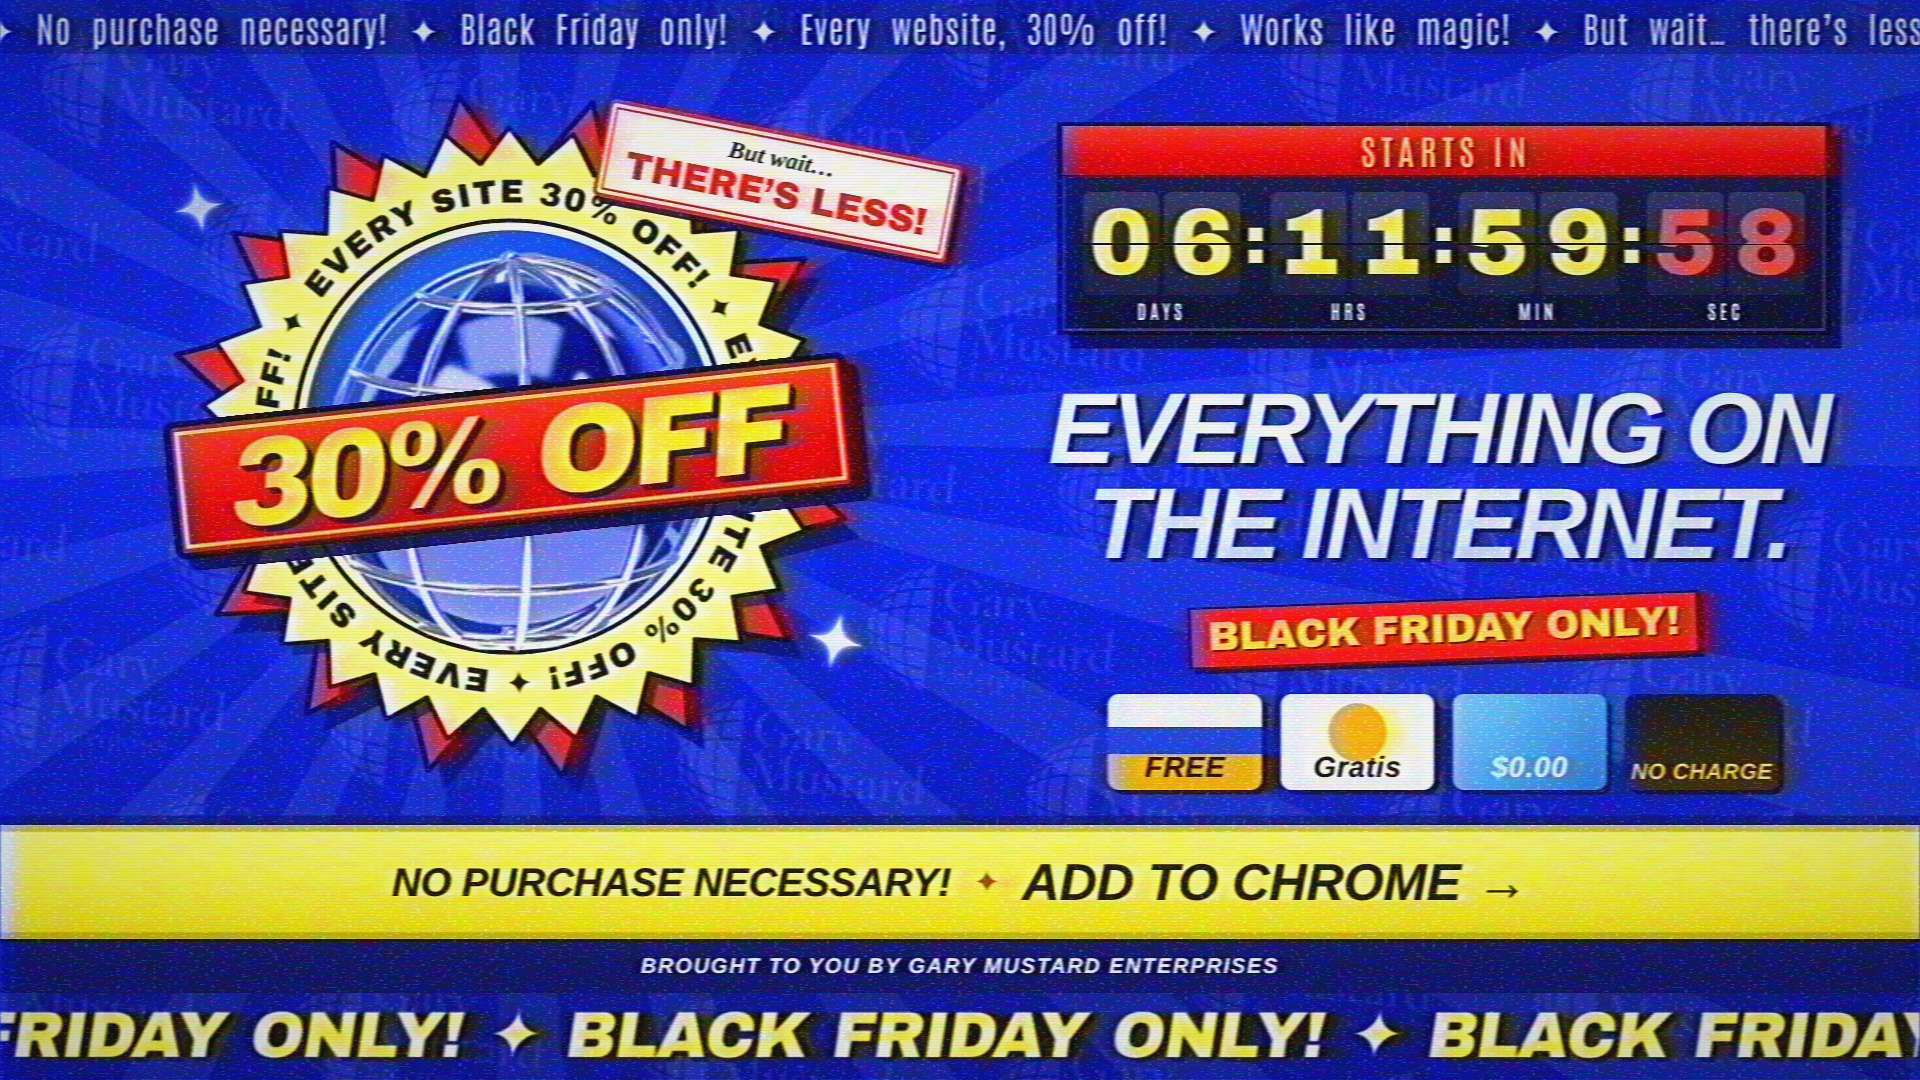 No purchase necessary! ✦ Black Friday only! ✦ Every website, 30% off! ✦ Works like magic! ✦ But wait… there's less
But wait...
THERE'S LESS!
EVERY SITE 30% OFF! ✦
EVERY SITE 30% OFF! ✦
30% OFF
STARTS IN
06:11:59:58
DAYS HRS MIN SEC
EVERYTHING ON
THE INTERNET.
BLACK FRIDAY ONLY!
FREE Gratis $0.00 NO CHARGE
NO PURCHASE NECESSARY! ✦ ADD TO CHROME →
BROUGHT TO YOU BY GARY MUSTARD ENTERPRISES
FRIDAY ONLY! ✦ BLACK FRIDAY ONLY! ✦ BLACK FRIDAY
Gary
Mustard